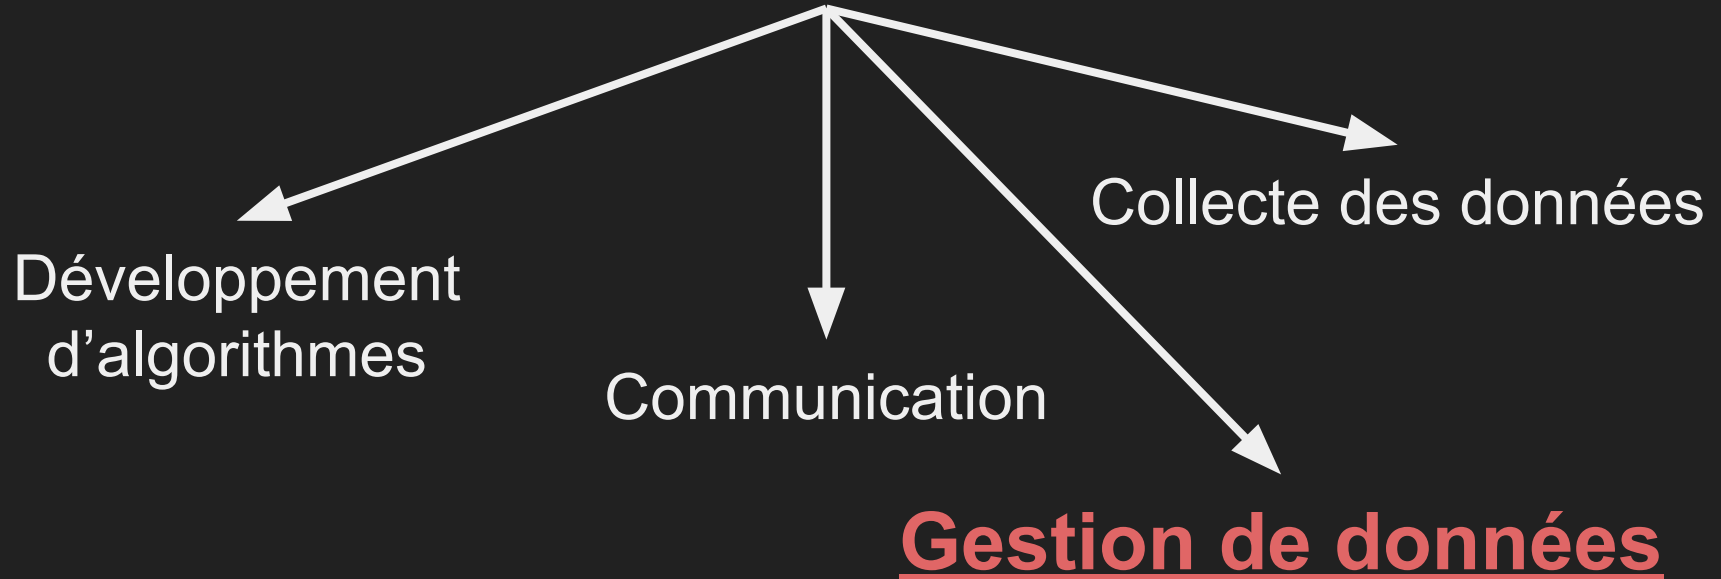 Collecte des données
Développement
d’algorithmes
Communication
Gestion de données